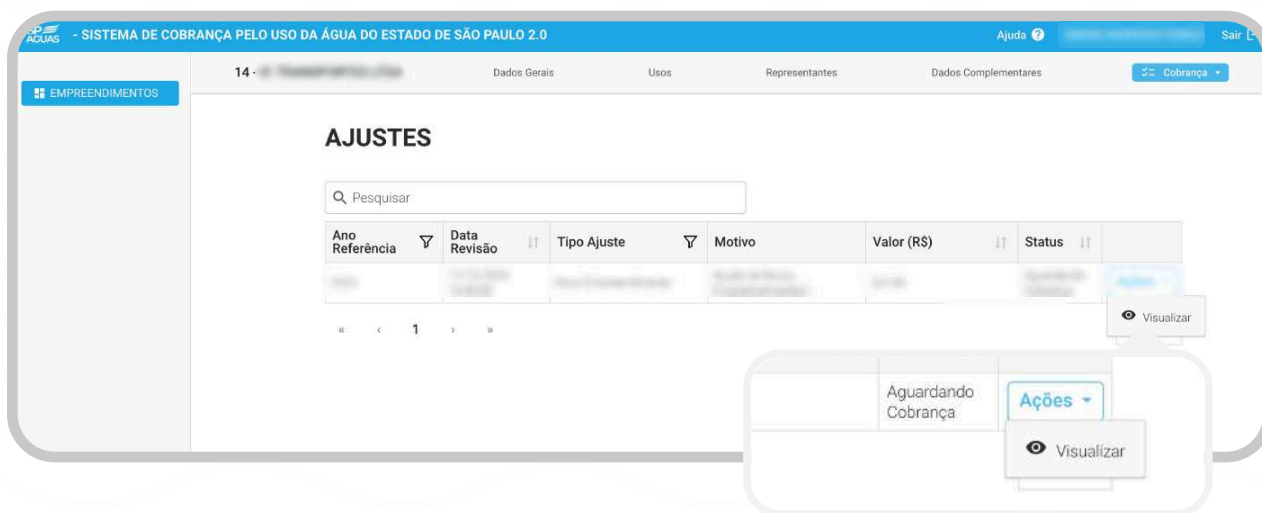 SP ÁGUAS - SISTEMA DE COBRANÇA PELO USO DA ÁGUA DO ESTADO DE SÃO PAULO 2.0 Ajuda ? Sair
EMPREENDIMENTOS
14 - Dados Gerais Usos Representantes Dados Complementares Cobrança
AJUSTES
Pesquisar
Ano Referência Data Revisão Tipo Ajuste Motivo Valor (R$) Status
Ações
« ‹ 1 › »
Visualizar
Aguardando Cobrança Ações
Visualizar